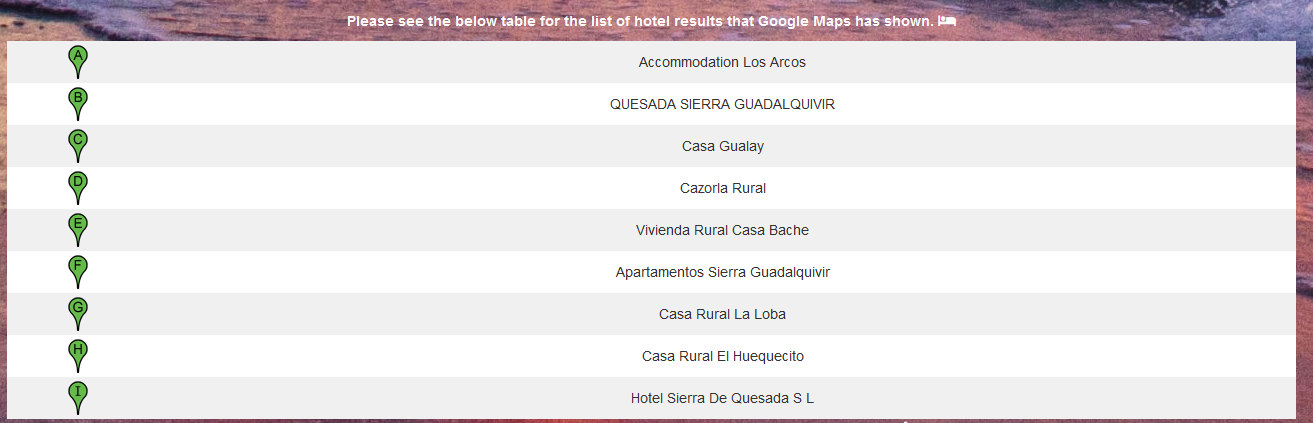 Please see the below table for the list of hotel results that Google Maps has shown.
A Accommodation Los Arcos
B QUESADA SIERRA GUADALQUIVIR
C Casa Gualay
D Cazorla Rural
E Vivienda Rural Casa Bache
F Apartamentos Sierra Guadalquivir
G Casa Rural La Loba
H Casa Rural El Huequecito
I Hotel Sierra De Quesada S L